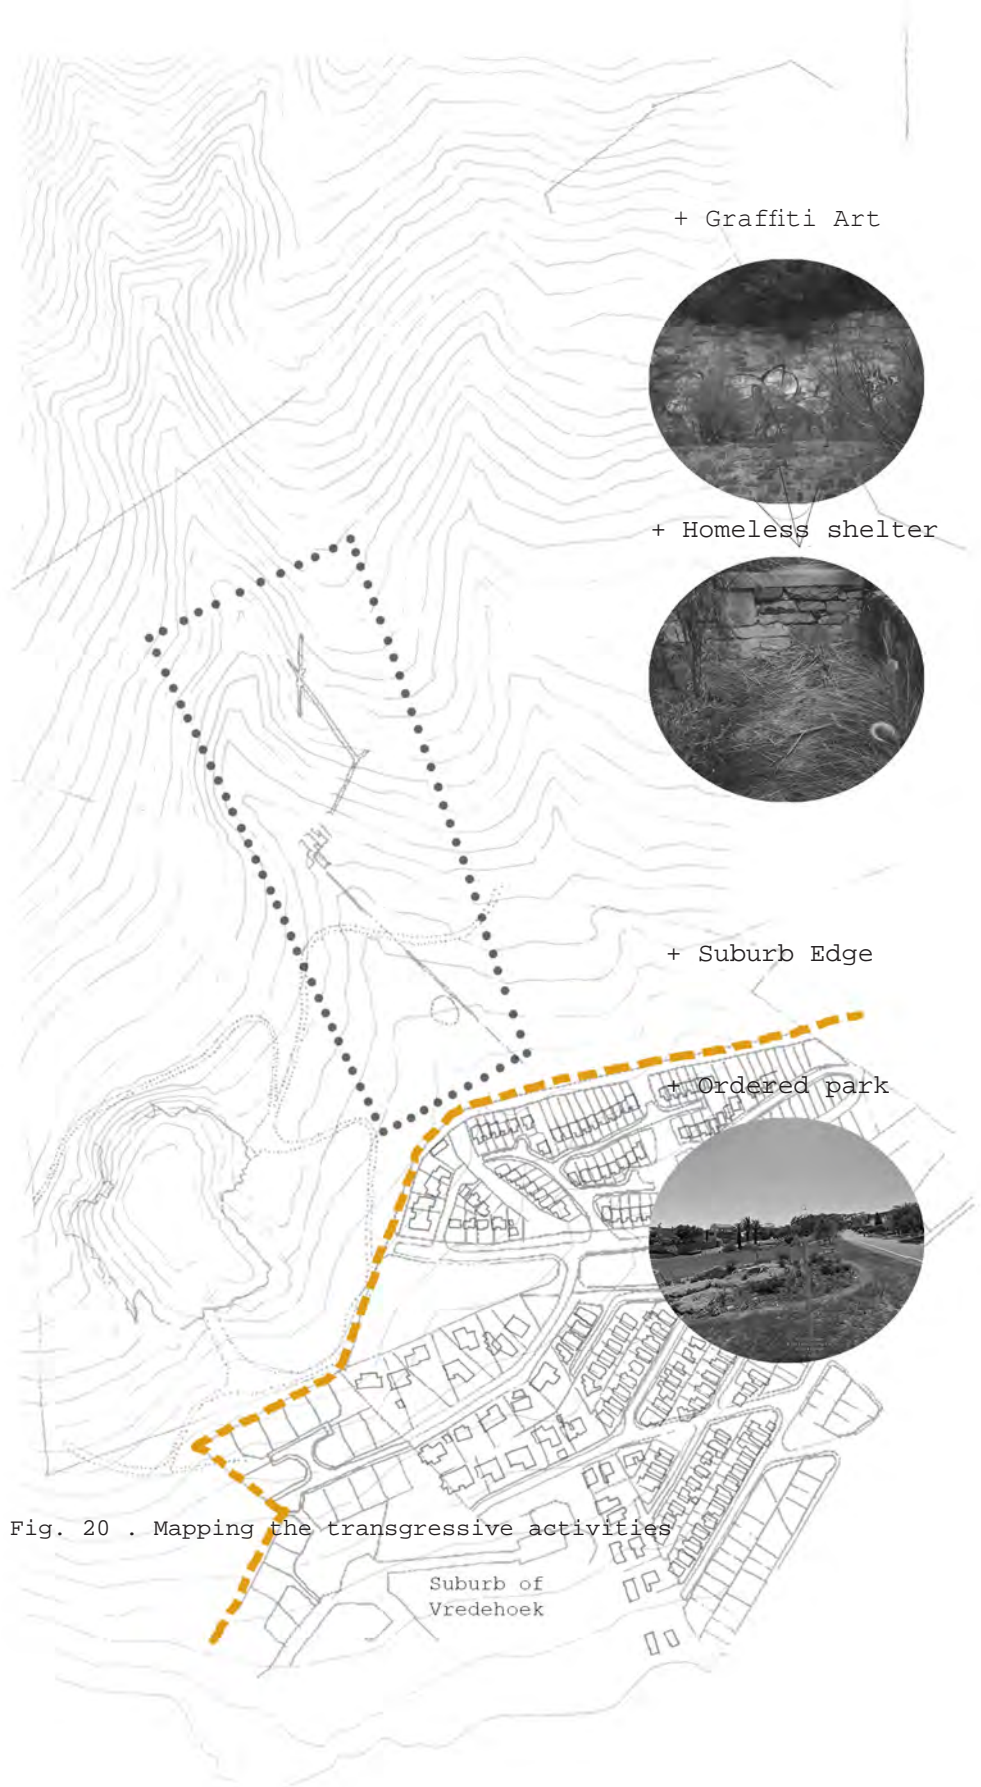 + Graffiti Art
+ Homeless shelter
+ Suburb Edge
+ Ordered park
Fig. 20 . Mapping the transgressive activities
Suburb of
Vredehoek